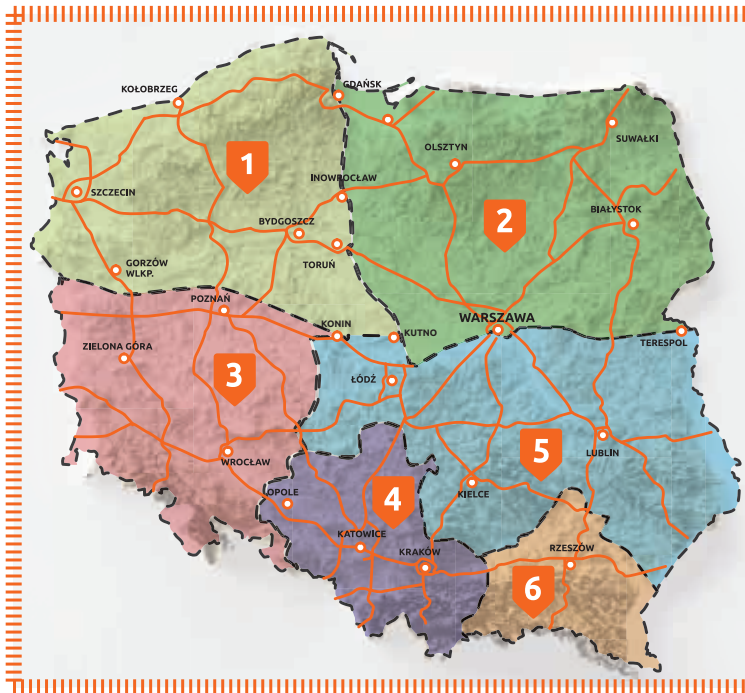 GDAŃSK
KOŁOBRZEG
SUWAŁKI
OLSZTYN
1
INOWROCŁAW
SZCZECIN
2
BIAŁYSTOK
BYDGOSZCZ
TORUŃ
GORZÓW
WLKP.
POZNAŃ
WARSZAWA
KONIN
KUTNO
TERESPOL
ZIELONA GÓRA
3
ŁÓDŹ
5
LUBLIN
WROCŁAW
OPOLE
4
KIELCE
KATOWICE
KRAKÓW
RZESZÓW
6